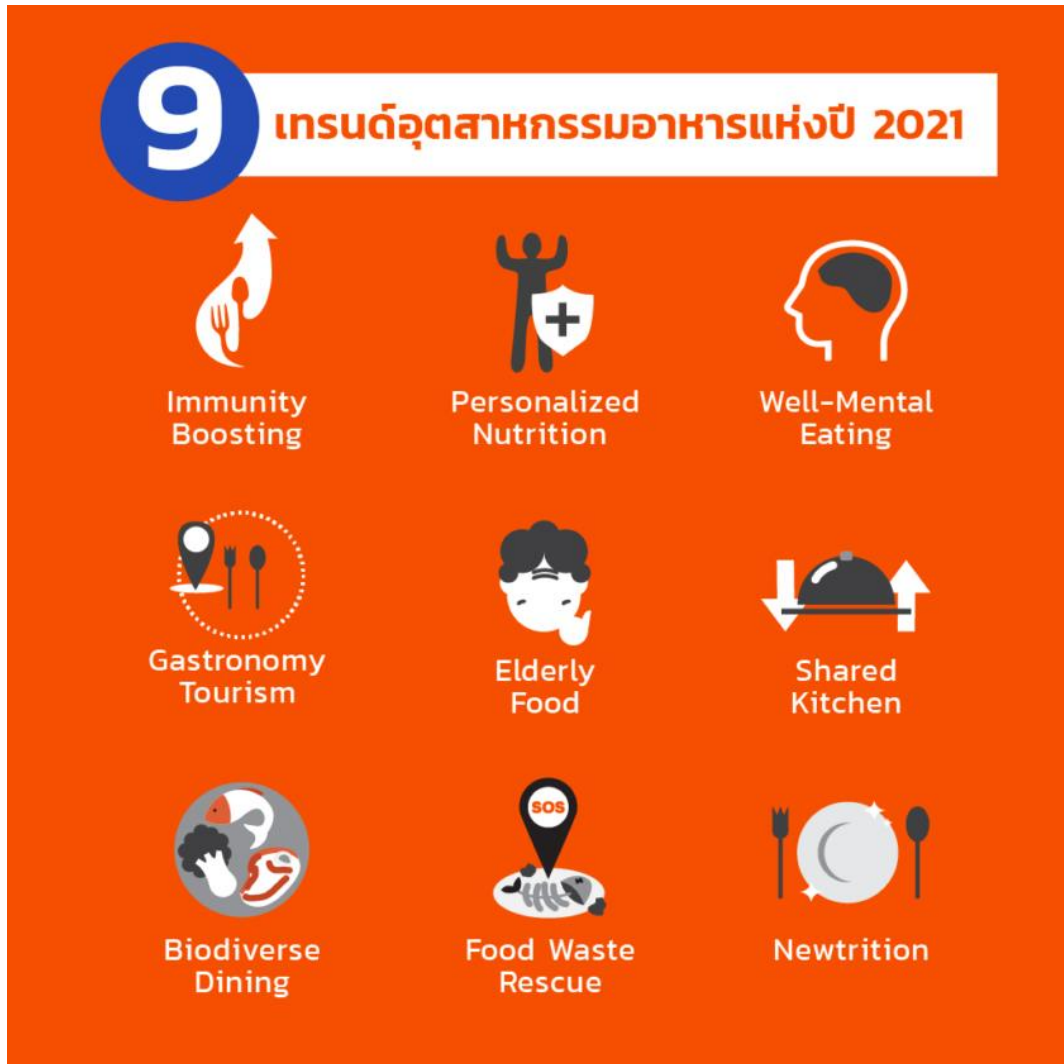 9
เทรนด์อุตสาหกรรมอาหารแห่งปี 2021
Immunity
Boosting
Personalized
Nutrition
Well-Mental
Eating
Gastronomy
Tourism
Elderly
Food
Shared
Kitchen
Biodiverse
Dining
SOS
Food Waste
Rescue
Newtrition